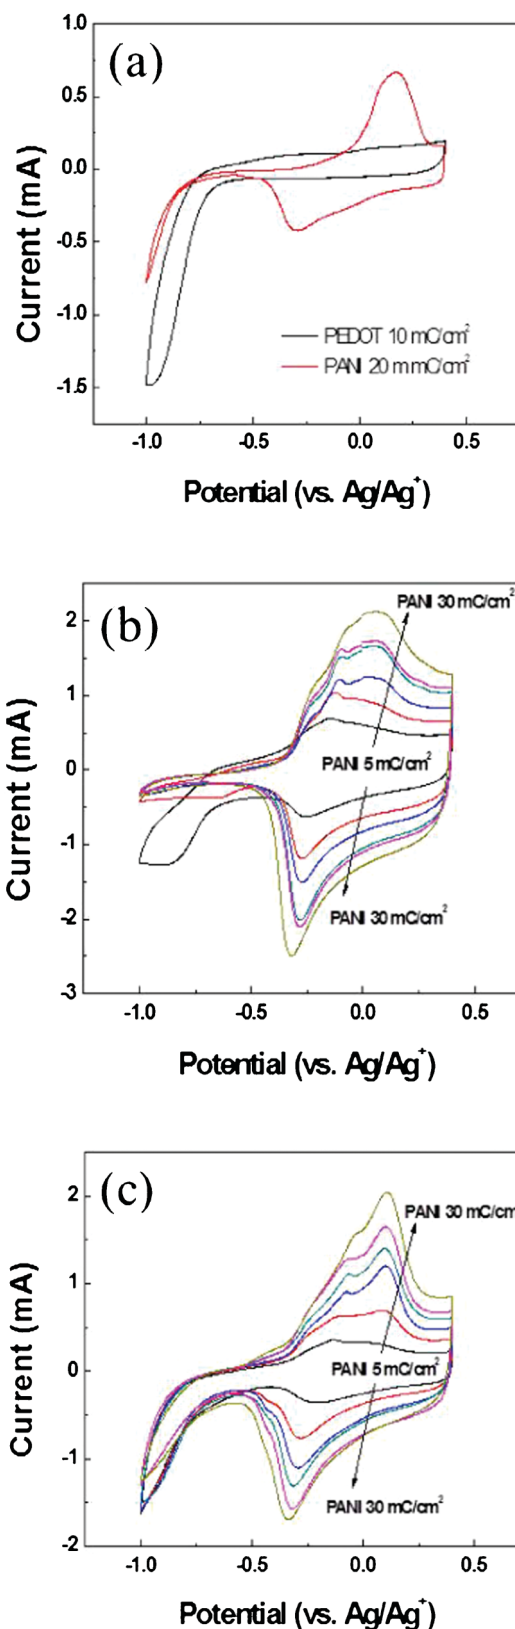 (a)
1.0
0.5
0.0
-0.5
-1.0
-1.5
Current (mA)
PEDOT 10 mC/cm²
PANI 20 mmC/cm²
-1.0 -0.5 0.0 0.5
Potential (vs. Ag/Ag⁺)
(b)
2
1
0
-1
-2
-3
Current (mA)
PANI 30 mC/cm²
PANI 5 mC/cm²
PANI 30 mC/cm²
-1.0 -0.5 0.0 0.5
Potential (vs. Ag/Ag⁺)
(c)
2
1
0
-1
-2
Current (mA)
PANI 30 mC/cm
PANI 5 mC/cm²
PANI 30 mC/cm²
-1.0 -0.5 0.0 0.5
Potential (vs. Ag/Ag⁺)